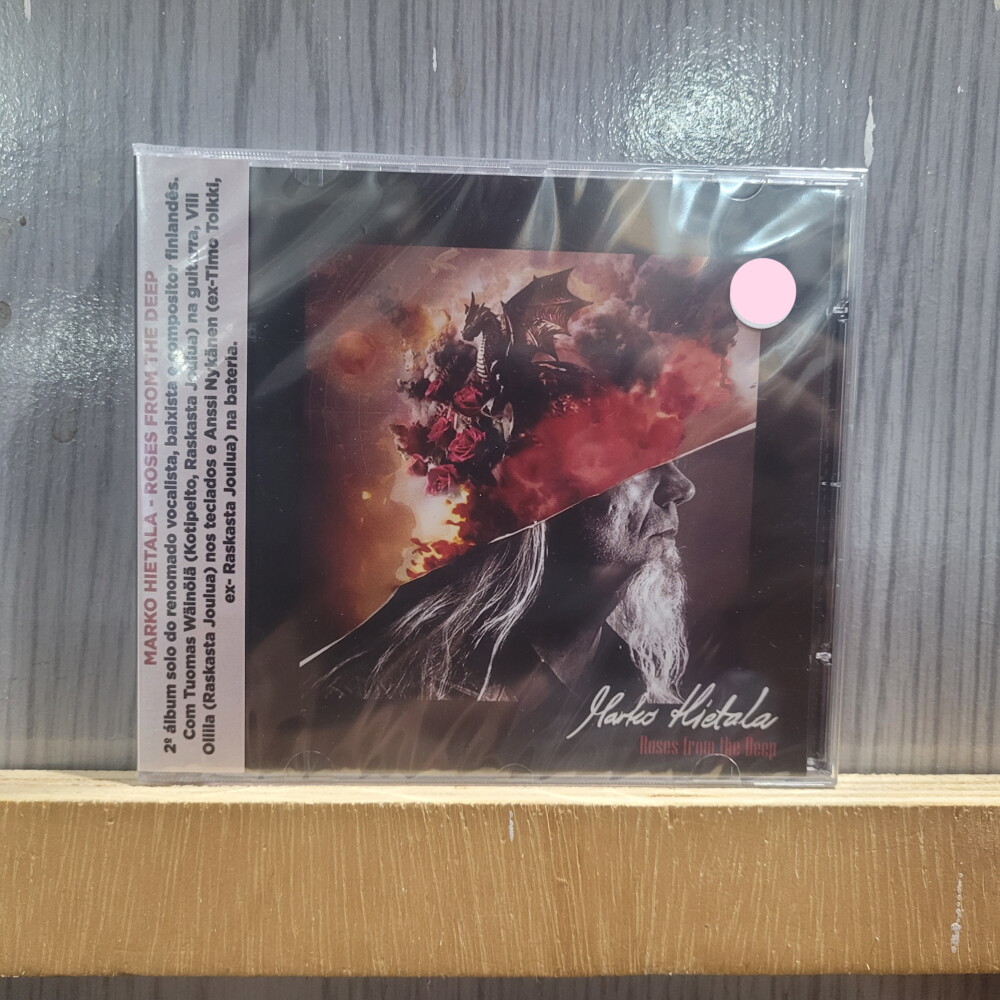 MARKO HIETALA - ROSES FROM THE DEEP
2º álbum solo do renomado vocalista, baixista e compositor finlandês.
Com Tuomas Wäinölä (Kotipelto, Raskasta Joulua) na guitarra, Vili
Ollila (Raskasta Joulua) nos teclados e Anssi Nykänen (ex-Timo Tolkki,
ex- Raskasta Joulua) na bateria.
Marko Hietala
Roses from the Deep